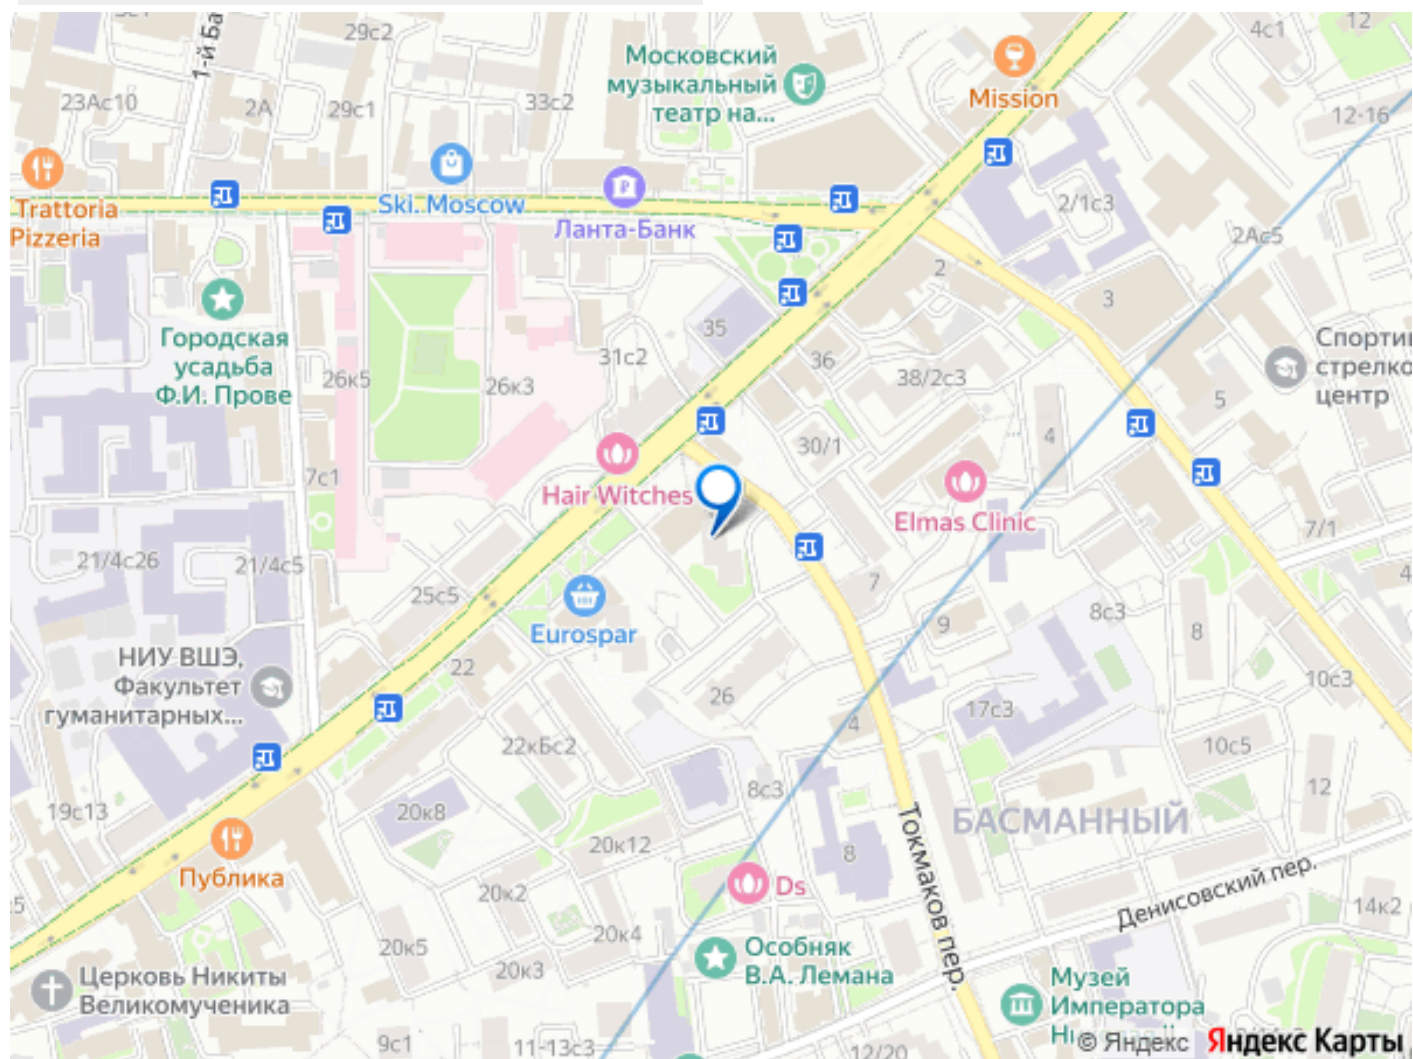 29с2
12
4с1
1-й Ба
Московский
музыкальный
театр на...
Mission
23Ас10
2А
29с1
33с2
12-16
Trattoria
Pizzeria
Ski. Moscow
Ланта-Банк
2/1с3
2Ас5
2
3
35
36
38/2с3
5
Городская
усадьба
Ф.И. Прове
26к5
26к3
31с2
Спортив
стрелко
центр
30/1
4
7с1
Hair Witches
Elmas Clinic
7/1
21/4с26
21/4с5
25с5
7
4
Eurospar
9
8с3
8
НИУ ВШЭ,
Факультет
гуманитарных...
22
26
4
17с3
10с3
22кБс2
10с5
12
19с13
20к8
8с3
БАСМАННЫЙ
20к12
8
Токмаков пер.
Публика
20к2
Ds
Денисовский пер.
14к2
5
20к5
20к4
20к3
Особняк
В.А. Лемана
Церковь Никиты
Великомученика
Музей
Императора
9с1
11-13с3
12/20
© Яндекс Яндекс Карты